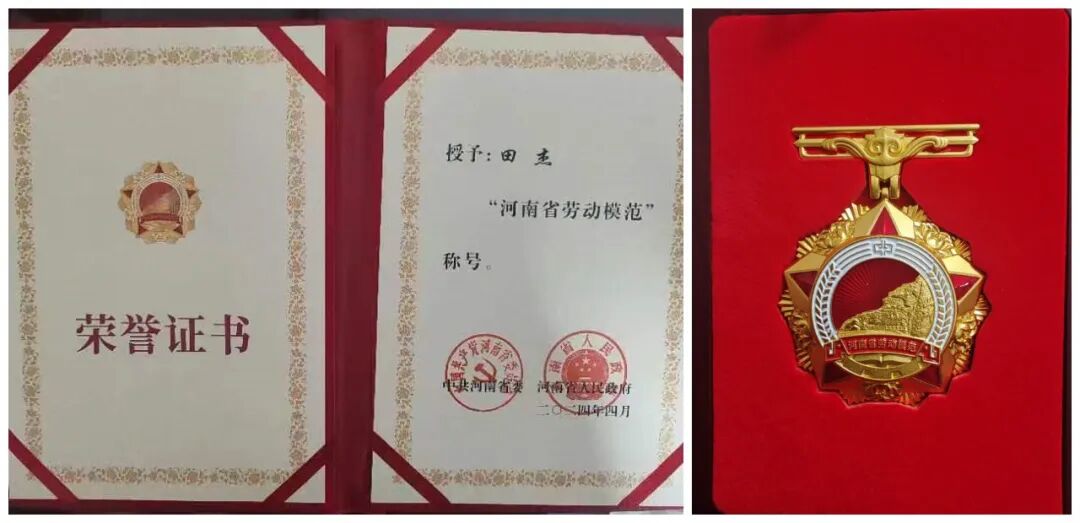 荣誉证书
授予：田 杰
“河南省劳动模范”
称号。
中共河南省委 河南省人民政府
二〇二四年四月
河南省劳动模范